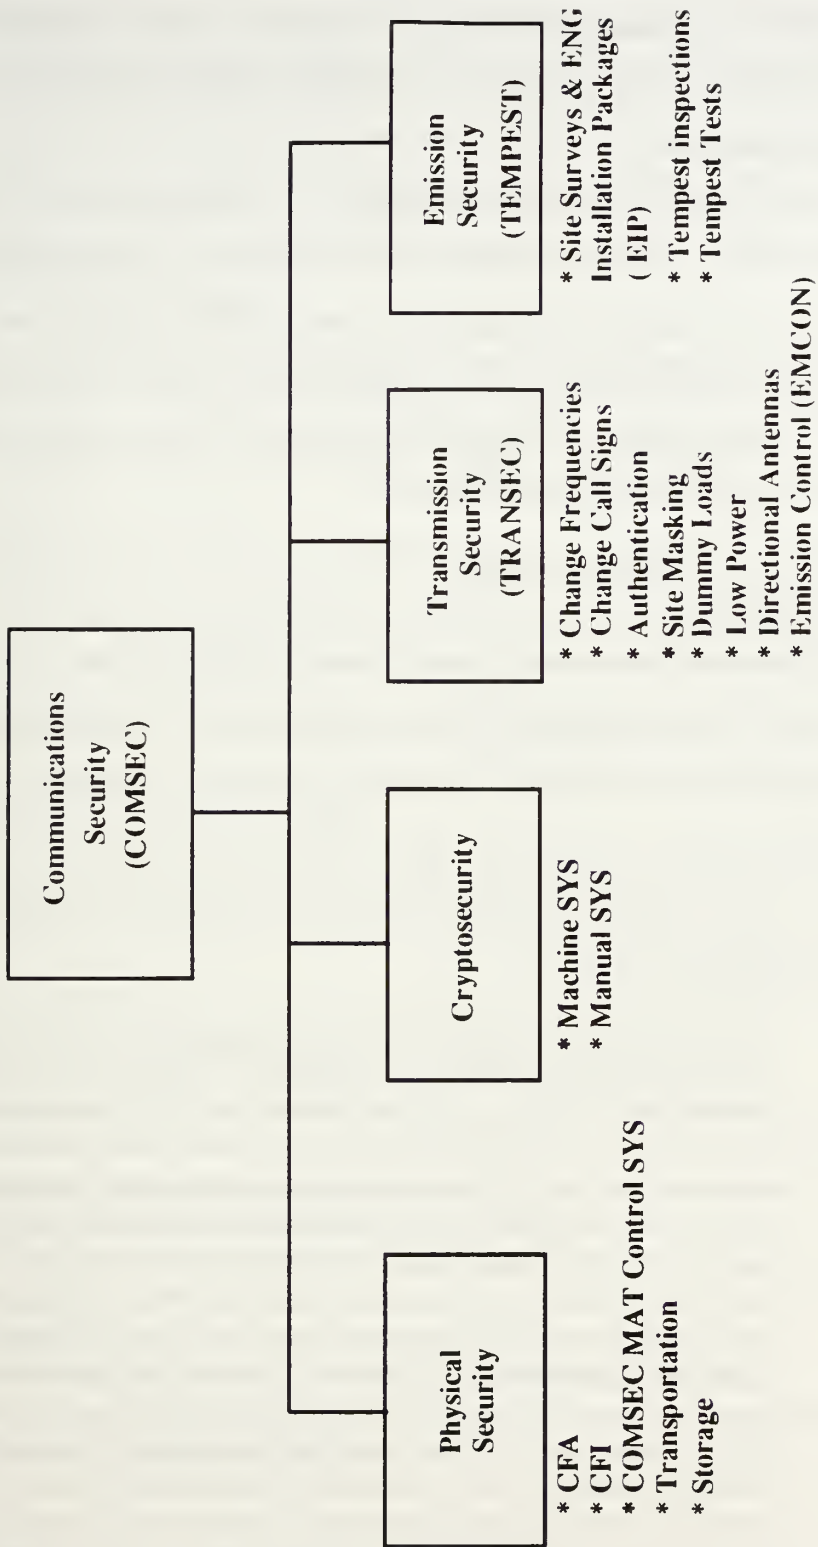 Communications
Security
(COMSEC)
Physical
Security
* CFA
* CFI
* COMSEC MAT Control SYS
* Transportation
* Storage
Cryptosecurity
* Machine SYS
* Manual SYS
Transmission
Security
(TRANSEC)
* Change Frequencies
* Change Call Signs
* Authentication
* Site Masking
* Dummy Loads
* Low Power
* Directional Antennas
* Emission Control (EMCON)
Emission
Security
(TEMPEST)
* Site Surveys & ENG
Installation Packages
( EIP)
* Tempest inspections
* Tempest Tests